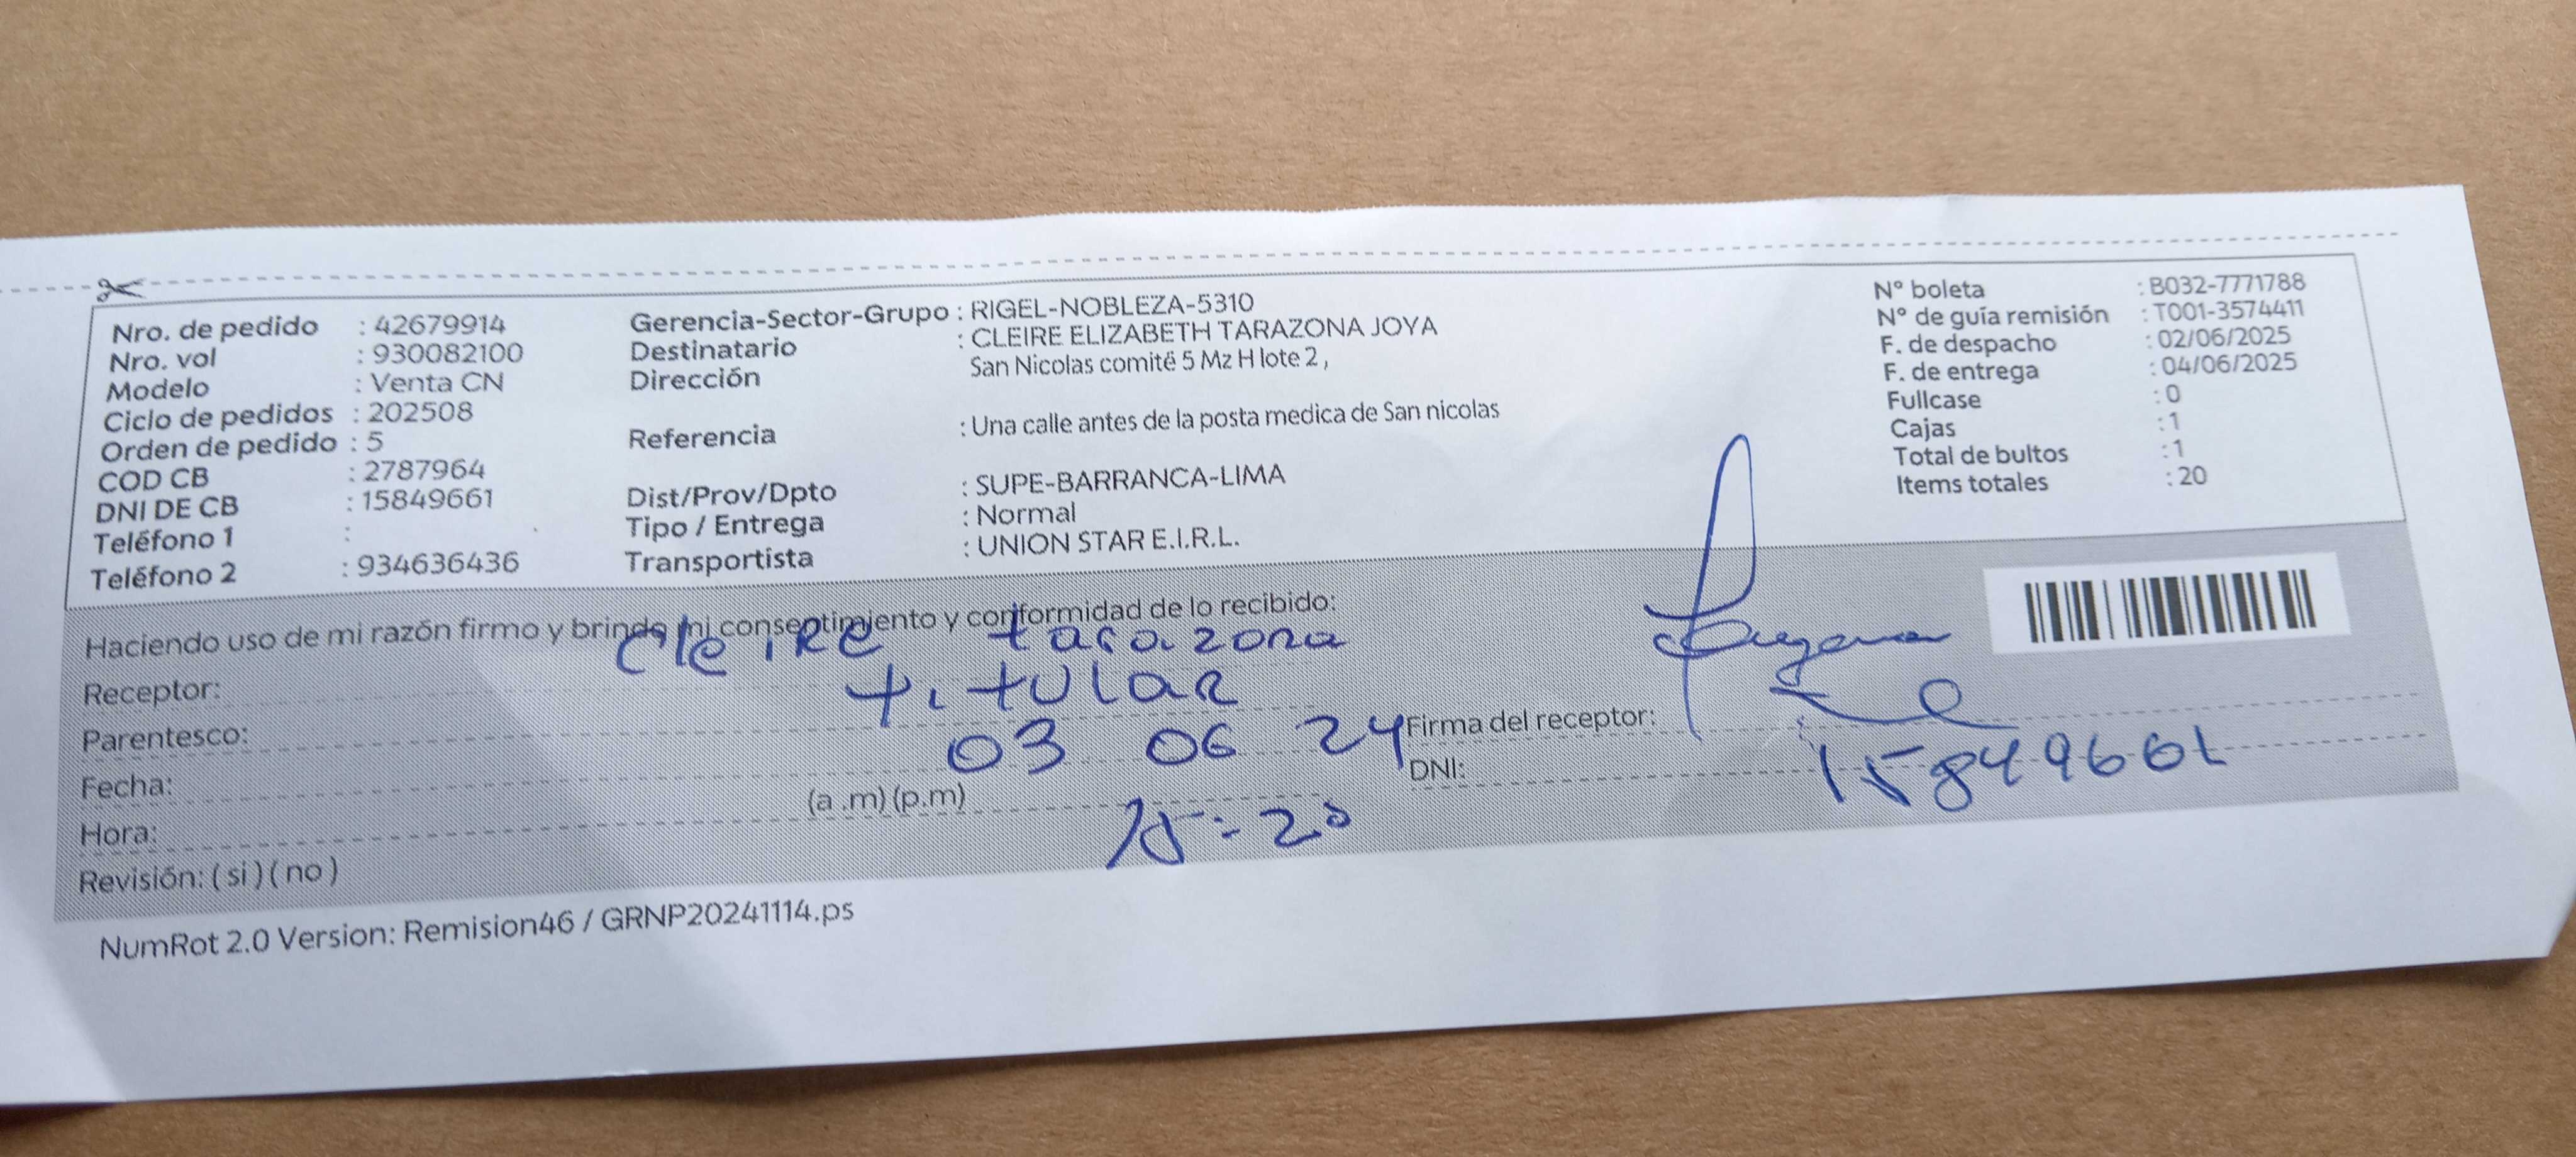 Nro. de pedido : 42679914
Nro. vol : 930082100
Modelo : Venta CN
Ciclo de pedidos : 202508
Orden de pedido : 5
COD CB : 2787964
DNI DE CB : 15849661
Teléfono 1 :
Teléfono 2 : 934636436
Gerencia-Sector-Grupo : RIGEL-NOBLEZA-5310
Destinatario : CLEIRE ELIZABETH TARAZONA JOYA
Dirección San Nicolas comité 5 Mz H lote 2 ,
Referencia : Una calle antes de la posta medica de San nicolas
Dist/Prov/Dpto : SUPE-BARRANCA-LIMA
Tipo / Entrega : Normal
Transportista : UNION STAR E.I.R.L.
N° boleta : B032-7771788
N° de guía remisión : T001-3574411
F. de despacho : 02/06/2025
F. de entrega : 04/06/2025
Fullcase : 0
Cajas : 1
Total de bultos : 1
Items totales : 20
Haciendo uso de mi razón firmo y brindo mi consentimiento y conformidad de lo recibido:
Receptor: cleire tarazona
Parentesco: titular
Fecha: 03 06 24
Hora: (a .m) (p.m) 15:20
Revisión: ( si ) ( no )
Firma del receptor:
DNI: 15849661
NumRot 2.0 Version: Remision46 / GRNP20241114.ps